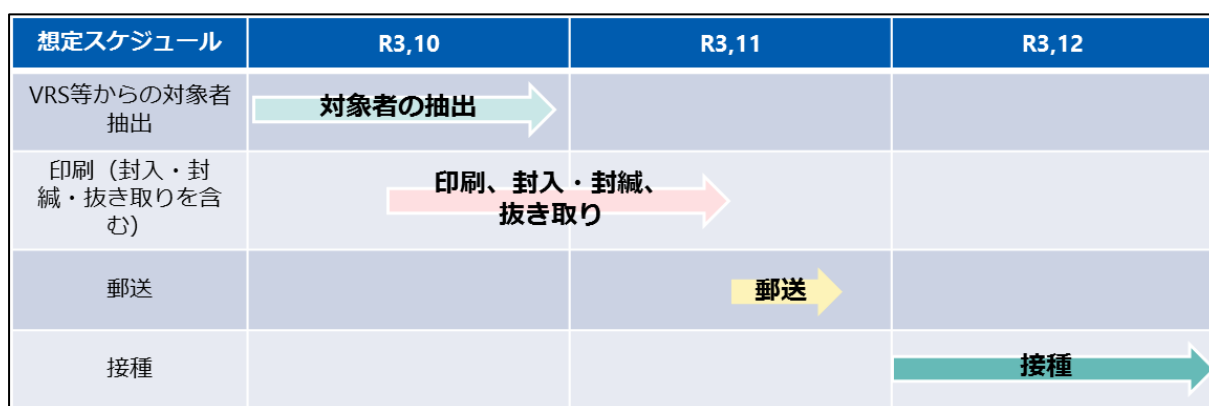 想定スケジュール R3,10 R3,11 R3,12
VRS等からの対象者
抽出
対象者の抽出
印刷（封入・封
緘・抜き取りを含
む）
印刷、封入・封緘、
抜き取り
郵送
郵送
接種
接種